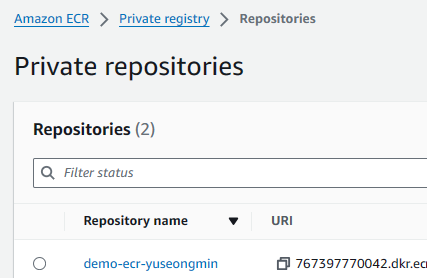 Amazon ECR > Private registry > Repositories
Private repositories
Repositories (2)
Filter status
Repository name URI
demo-ecr-yuseongmin 767397770042.dkr.ec